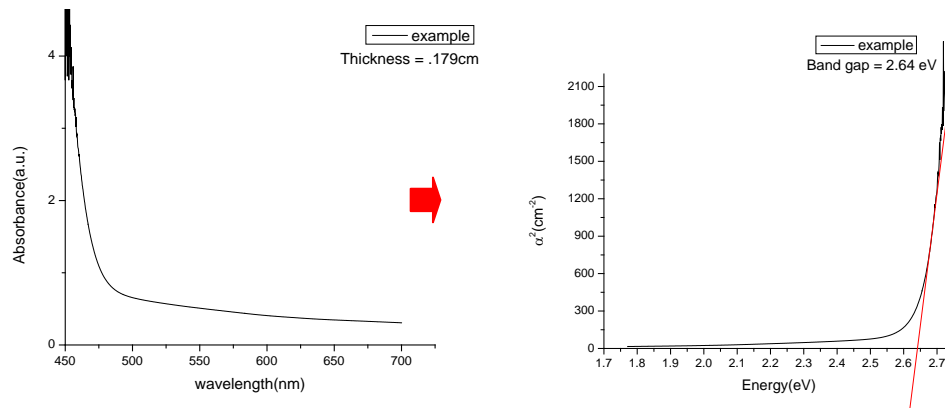 example
Thickness = .179cm
4
2
0
Absorbance(a.u.)
450 500 550 600 650 700
wavelength(nm)
example
Band gap = 2.64 eV
2100
1800
1500
1200
900
600
300
0
α²(cm⁻²)
1.7 1.8 1.9 2.0 2.1 2.2 2.3 2.4 2.5 2.6 2.7
Energy(eV)